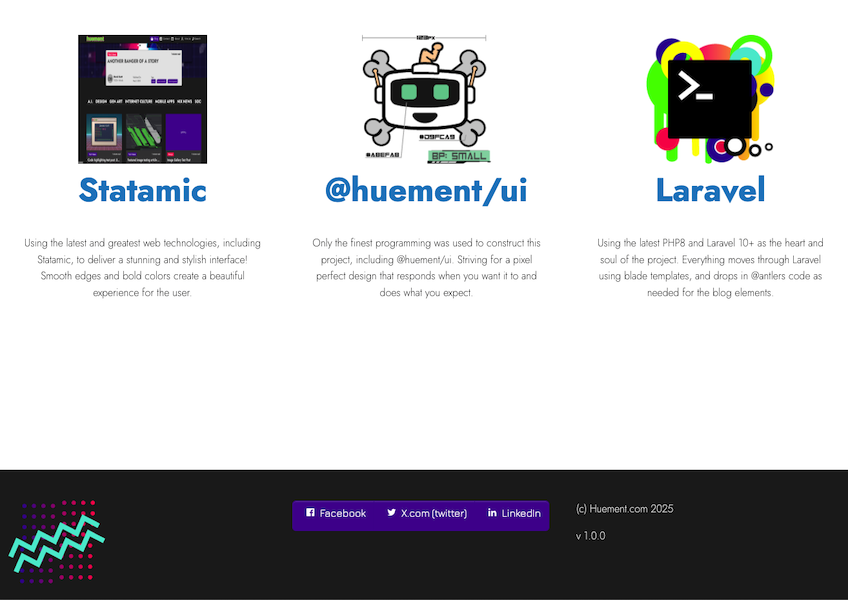 ANOTHER BANGER OF A STORY
A.I. DESIGN GEN ART INTERNET CULTURE MOBILE APPS NIX NEWS SOC
123px
#D9FCA9
#ABEFAB
BP: SMALL
Statamic
@huement/ui
Laravel
Using the latest and greatest web technologies, including
Statamic, to deliver a stunning and stylish interface!
Smooth edges and bold colors create a beautiful
experience for the user.
Only the finest programming was used to construct this
project, including @huement/ui. Striving for a pixel
perfect design that responds when you want it to and
does what you expect.
Using the latest PHP8 and Laravel 10+ as the heart and
soul of the project. Everything moves through Laravel
using blade templates, and drops in @antlers code as
needed for the blog elements.
Facebook
X.com (twitter)
LinkedIn
(c) Huement.com 2025
v 1.0.0